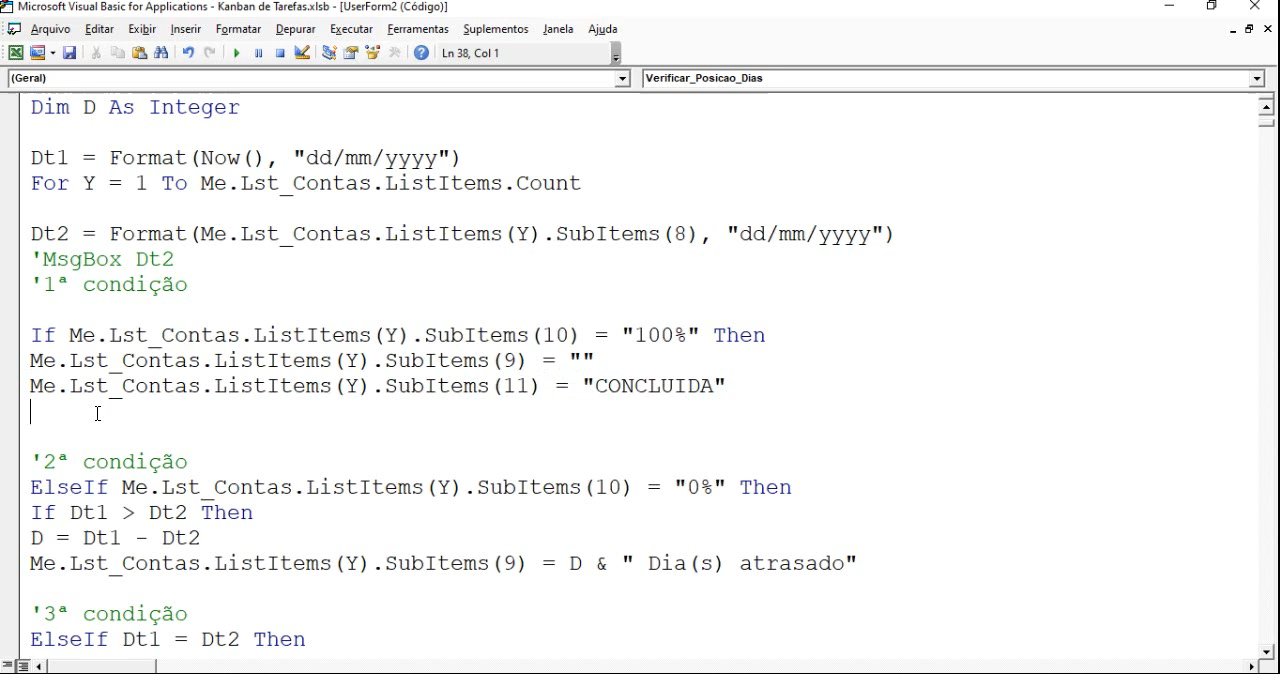 Microsoft Visual Basic for Applications - Kanban de Tarefas.xlsb - [UserForm2 (Código)]
Arquivo Editar Exibir Inserir Formatar Depurar Executar Ferramentas Suplementos Janela Ajuda
Ln 38, Col 1
(Geral) Verificar_Posicao_Dias
Dim D As Integer
Dt1 = Format(Now(), "dd/mm/yyyy")
For Y = 1 To Me.Lst_Contas.ListItems.Count
Dt2 = Format(Me.Lst_Contas.ListItems(Y).SubItems(8), "dd/mm/yyyy")
'MsgBox Dt2
'1ª condição
If Me.Lst_Contas.ListItems(Y).SubItems(10) = "100%" Then
Me.Lst_Contas.ListItems(Y).SubItems(9) = ""
Me.Lst_Contas.ListItems(Y).SubItems(11) = "CONCLUIDA"
'2ª condição
ElseIf Me.Lst_Contas.ListItems(Y).SubItems(10) = "0%" Then
If Dt1 > Dt2 Then
D = Dt1 - Dt2
Me.Lst_Contas.ListItems(Y).SubItems(9) = D & " Dia(s) atrasado"
'3ª condição
ElseIf Dt1 = Dt2 Then